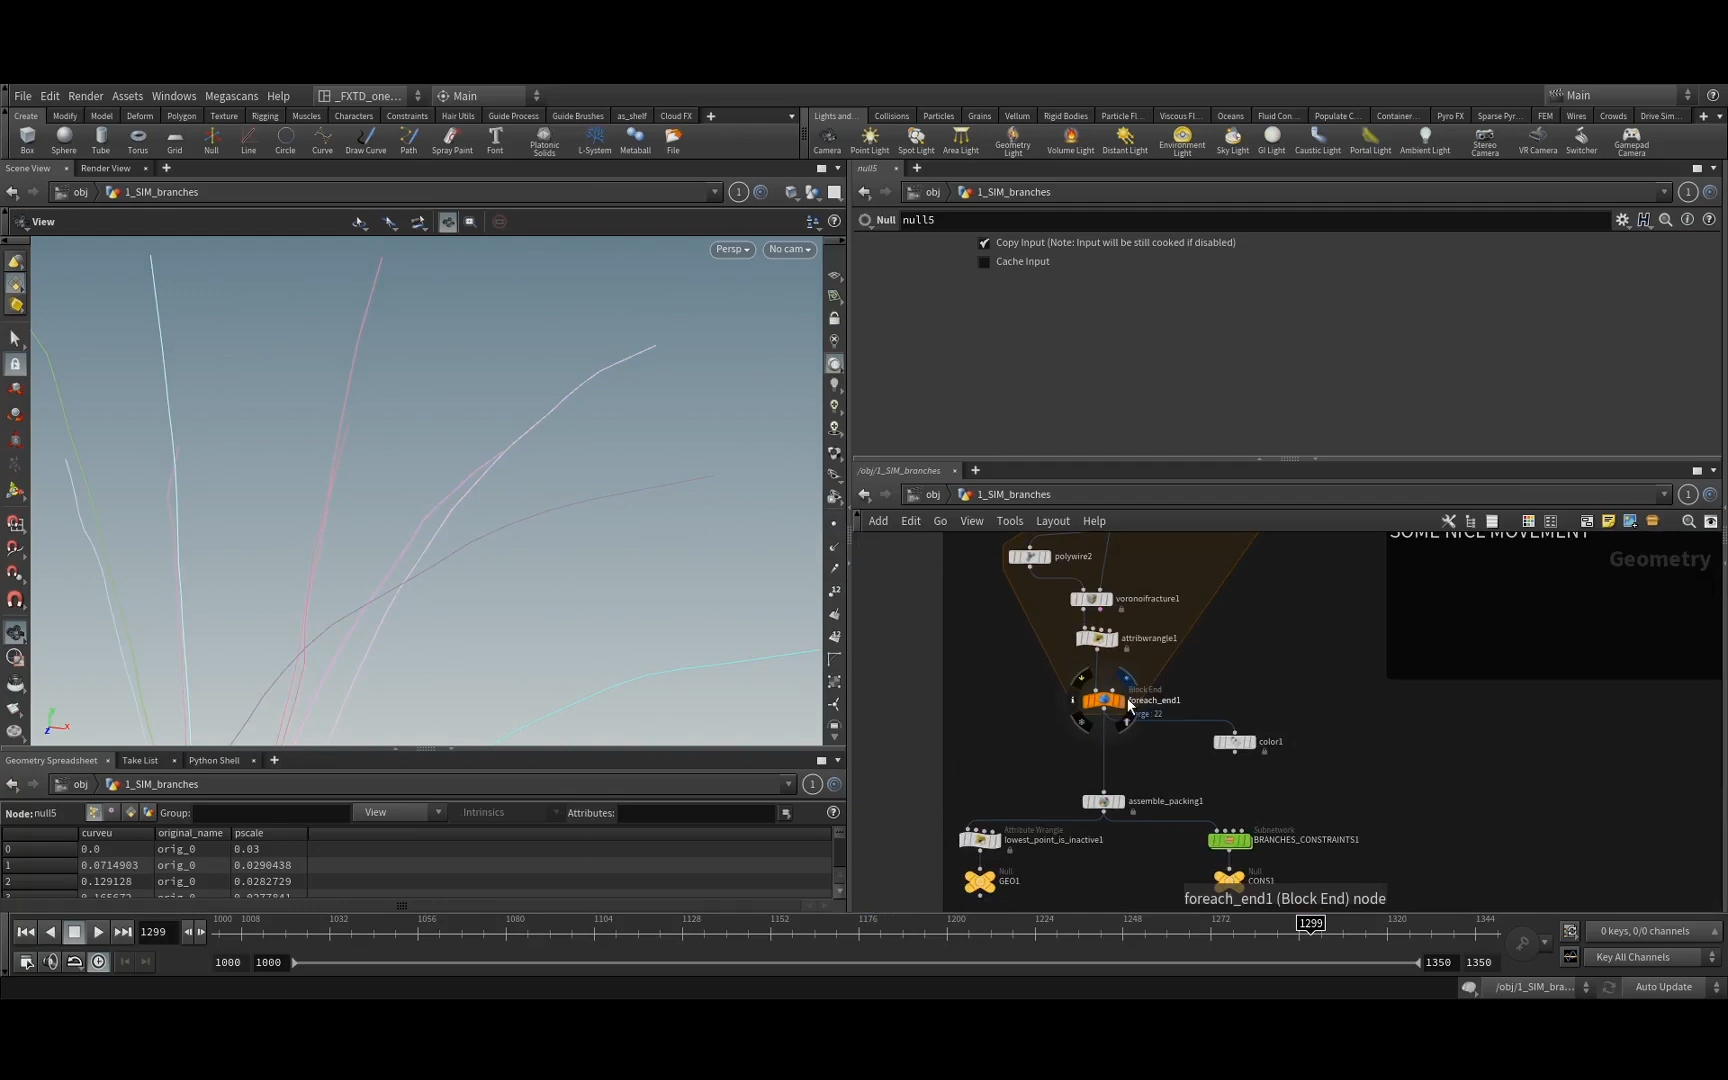 File Edit Render Assets Windows Megascans Help _FXTD_one... Main Main
Create Modify Model Deform Polygon Texture Rigging Muscles Characters Constraints Hair Utils Guide Process Guide Brushes as_shelf Cloud FX
Lights and... Collisions Particles Grains Vellum Rigid Bodies Particle Fl... Viscous Fl... Oceans Fluid Con... Populate C... Container... Pyro FX Sparse Pyr... FEM Wires Crowds Drive Sim...
Box Sphere Tube Torus Grid Null Line Circle Curve Draw Curve Path Spray Paint Font Platonic Solids L-System Metaball File
Camera Point Light Spot Light Area Light Geometry Light Volume Light Distant Light Environment Light Sky Light GI Light Caustic Light Portal Light Ambient Light Stereo Camera VR Camera Switcher Gamepad Camera
Scene View Render View
null5
obj 1_SIM_branches 1
obj 1_SIM_branches 1
View
Null null5
Persp No cam
Copy Input (Note: Input will be still cooked if disabled)
Cache Input
/obj/1_SIM_branches
obj 1_SIM_branches 1
Add Edit Go View Tools Layout Help
SOME NICE MOVEMENT
Geometry
polywire2
voronoifracture1
attribwrangle1
Block End
foreach_end1
rge : 22
color1
assemble_packing1
Attribute Wrangle
lowest_point_is_inactive1
Subnetwork
BRANCHES_CONSTRAINTS1
Null
GEO1
Null
CONS1
foreach_end1 (Block End) node
Geometry Spreadsheet Take List Python Shell
obj 1_SIM_branches 1
Node: null5 Group: View Intrinsics Attributes:
curveu original_name pscale
0 0.0 orig_0 0.03
1 0.0714903 orig_0 0.0290438
2 0.129128 orig_0 0.0282729
1299 1000 1008 1032 1056 1080 1104 1128 1152 1176 1200 1224 1248 1272 1299 1320 1344
0 keys, 0/0 channels
1000 1000 1350 1350
Key All Channels
/obj/1_SIM_bra... Auto Update